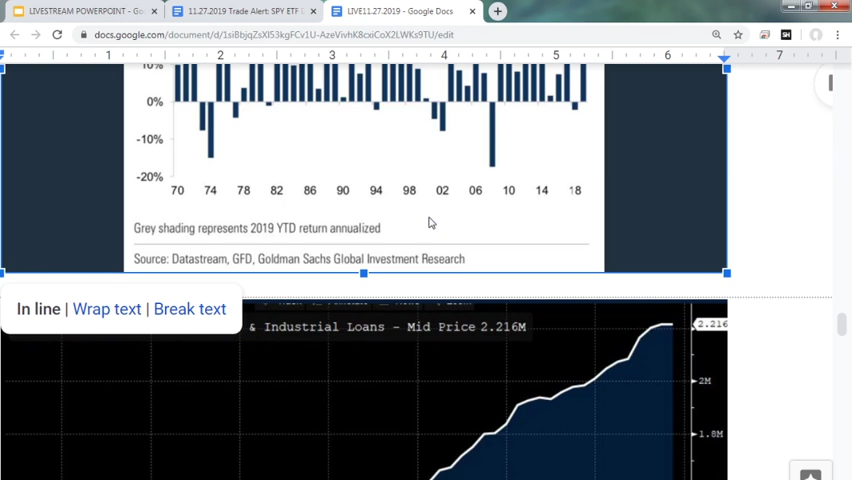 LIVESTREAM POWERPOINT - Go
11.27.2019 Trade Alert: SPY ETF D
LIVE11.27.2019 - Google Docs
docs.google.com/document/d/1siBbjqZsXl53kgFCv1U-AzeVivhK8cxiCoX2LWKs9TU/edit
1 2 3 4 5 6 7
10%
0%
-10%
-20%
70 74 78 82 86 90 94 98 02 06 10 14 18
Grey shading represents 2019 YTD return annualized
Source: Datastream, GFD, Goldman Sachs Global Investment Research
In line | Wrap text | Break text
& Industrial Loans - Mid Price 2.216M
2.216
2M
1.8M